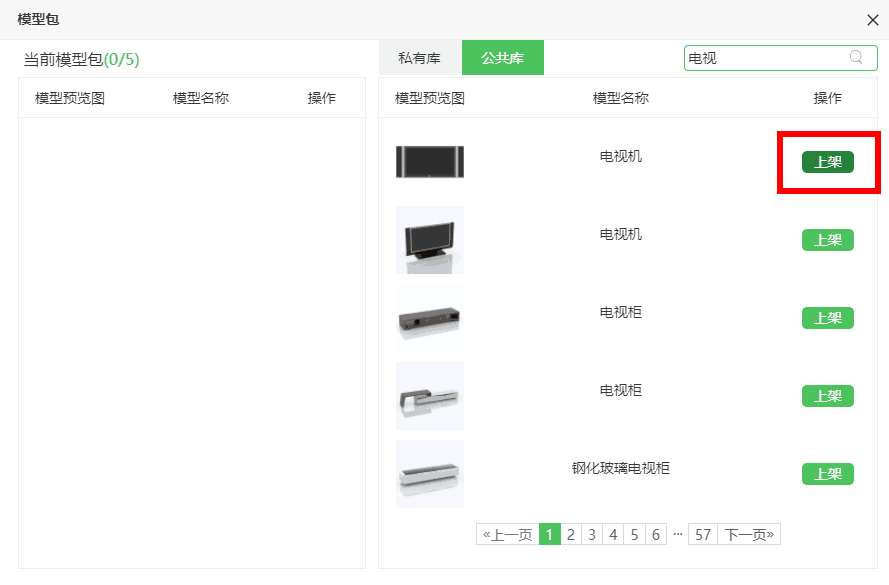 模型包
当前模型包(0/5)
私有库 公共库 电视
模型预览图 模型名称 操作
模型预览图 模型名称 操作
电视机 上架
电视机 上架
电视柜 上架
电视柜 上架
钢化玻璃电视柜 上架
«上一页 1 2 3 4 5 6 ··· 57 下一页»